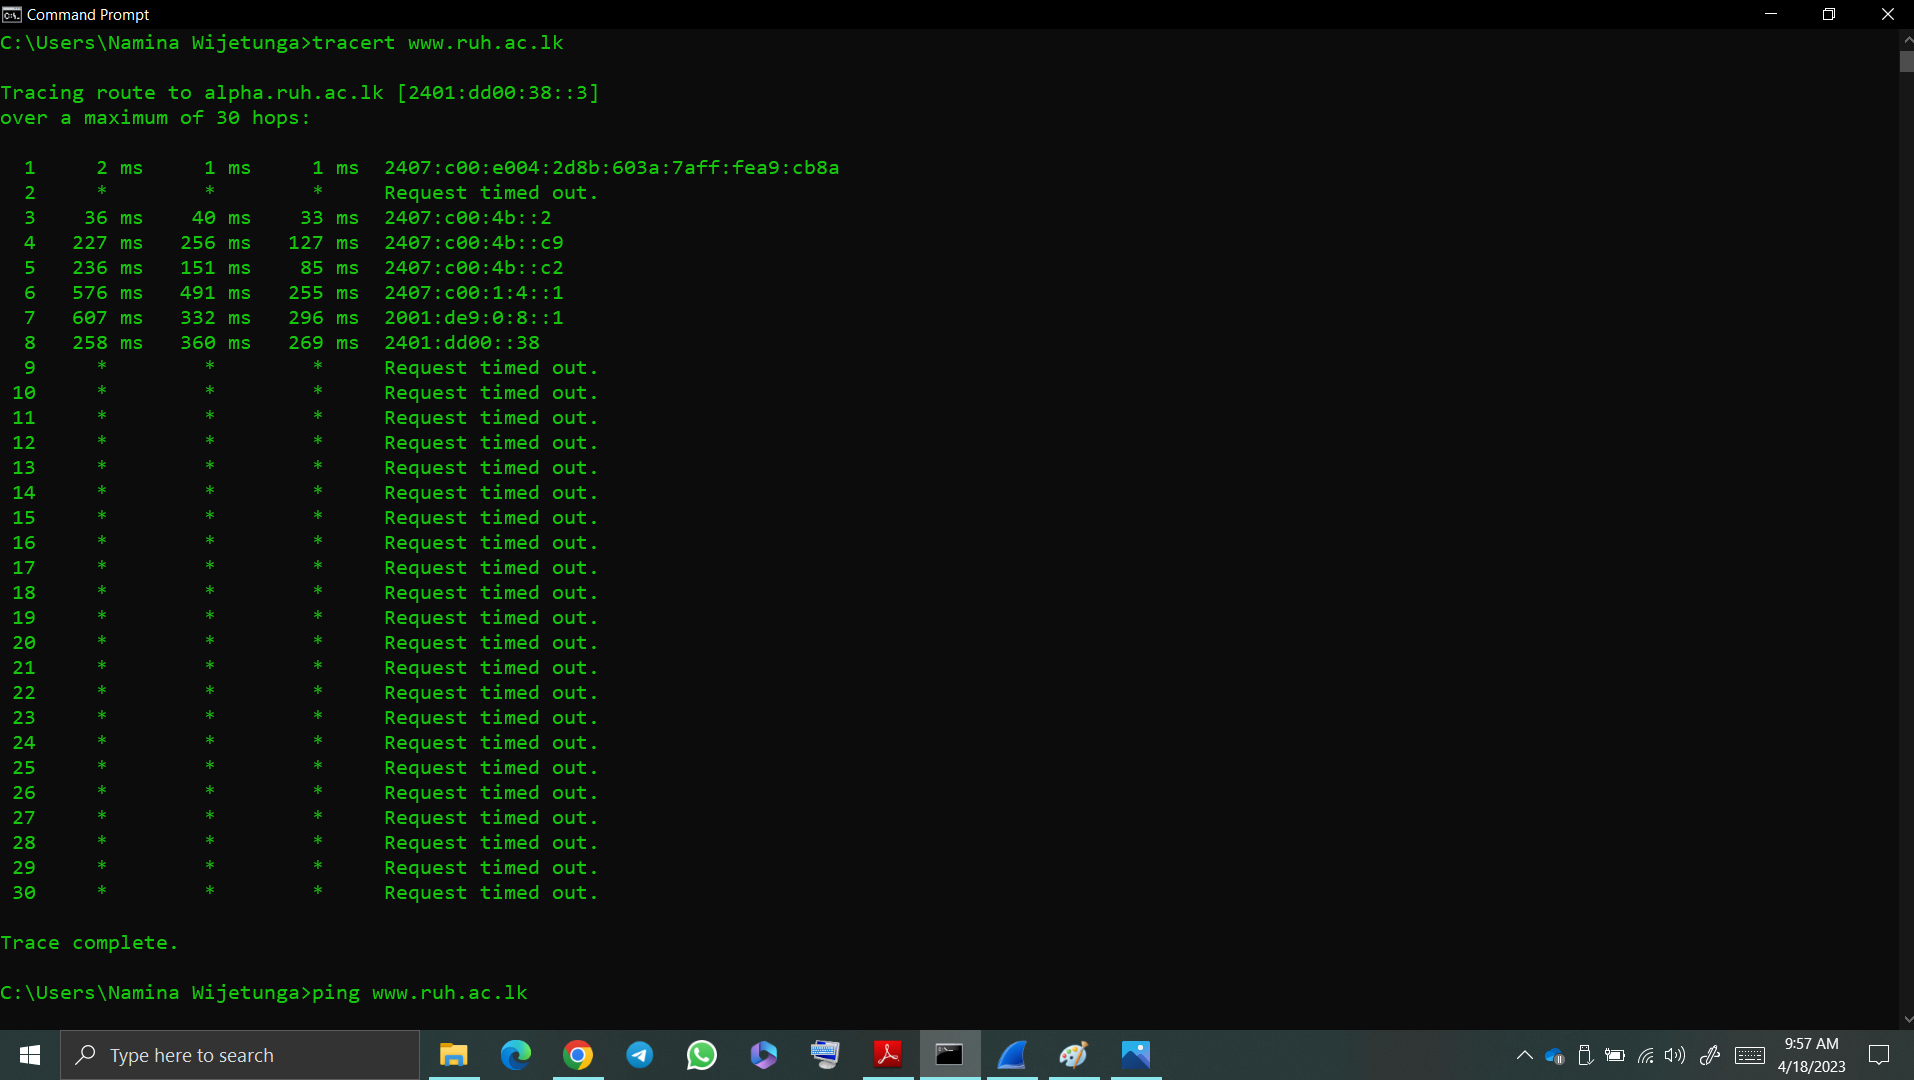 Command Prompt
C:\Users\Namina Wijetunga>tracert www.ruh.ac.lk
Tracing route to alpha.ruh.ac.lk [2401:dd00:38::3]
over a maximum of 30 hops:
1 2 ms 1 ms 1 ms 2407:c00:e004:2d8b:603a:7aff:fea9:cb8a
2 * * * Request timed out.
3 36 ms 40 ms 33 ms 2407:c00:4b::2
4 227 ms 256 ms 127 ms 2407:c00:4b::c9
5 236 ms 151 ms 85 ms 2407:c00:4b::c2
6 576 ms 491 ms 255 ms 2407:c00:1:4::1
7 607 ms 332 ms 296 ms 2001:de9:0:8::1
8 258 ms 360 ms 269 ms 2401:dd00::38
9 * * * Request timed out.
10 * * * Request timed out.
11 * * * Request timed out.
12 * * * Request timed out.
13 * * * Request timed out.
14 * * * Request timed out.
15 * * * Request timed out.
16 * * * Request timed out.
17 * * * Request timed out.
18 * * * Request timed out.
19 * * * Request timed out.
20 * * * Request timed out.
21 * * * Request timed out.
22 * * * Request timed out.
23 * * * Request timed out.
24 * * * Request timed out.
25 * * * Request timed out.
26 * * * Request timed out.
27 * * * Request timed out.
28 * * * Request timed out.
29 * * * Request timed out.
30 * * * Request timed out.
Trace complete.
C:\Users\Namina Wijetunga>ping www.ruh.ac.lk
Type here to search
9:57 AM
4/18/2023